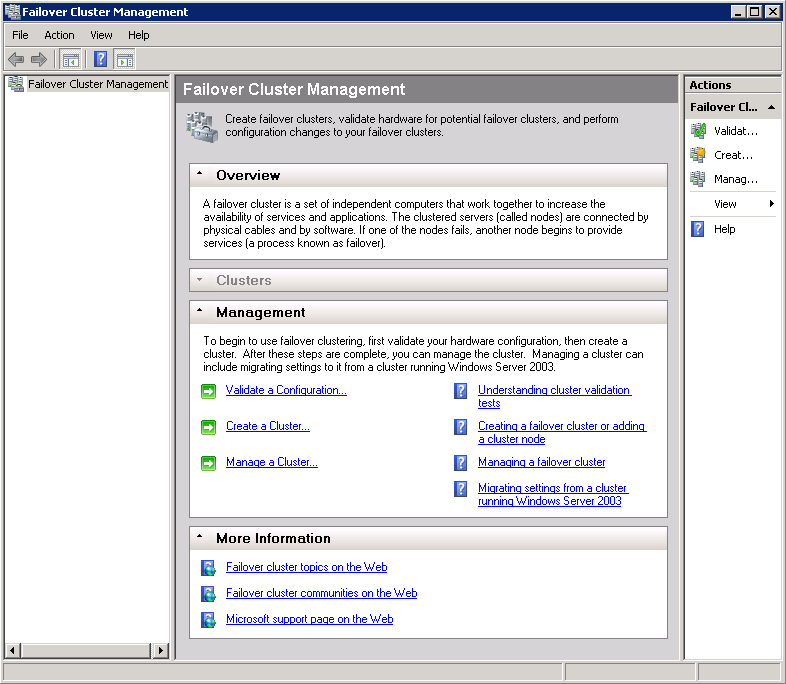 Failover Cluster Management
File Action View Help
Failover Cluster Management
Failover Cluster Management
Create failover clusters, validate hardware for potential failover clusters, and perform
configuration changes to your failover clusters.
Overview
A failover cluster is a set of independent computers that work together to increase the
availability of services and applications. The clustered servers (called nodes) are connected by
physical cables and by software. If one of the nodes fails, another node begins to provide
services (a process known as failover).
Clusters
Management
To begin to use failover clustering, first validate your hardware configuration, then create a
cluster. After these steps are complete, you can manage the cluster. Managing a cluster can
include migrating settings to it from a cluster running Windows Server 2003.
Validate a Configuration...
Create a Cluster...
Manage a Cluster...
Understanding cluster validation
tests
Creating a failover cluster or adding
a cluster node
Managing a failover cluster
Migrating settings from a cluster
running Windows Server 2003
More Information
Failover cluster topics on the Web
Failover cluster communities on the Web
Microsoft support page on the Web
Actions
Failover Cl...
Validat...
Creat...
Manag...
View
Help